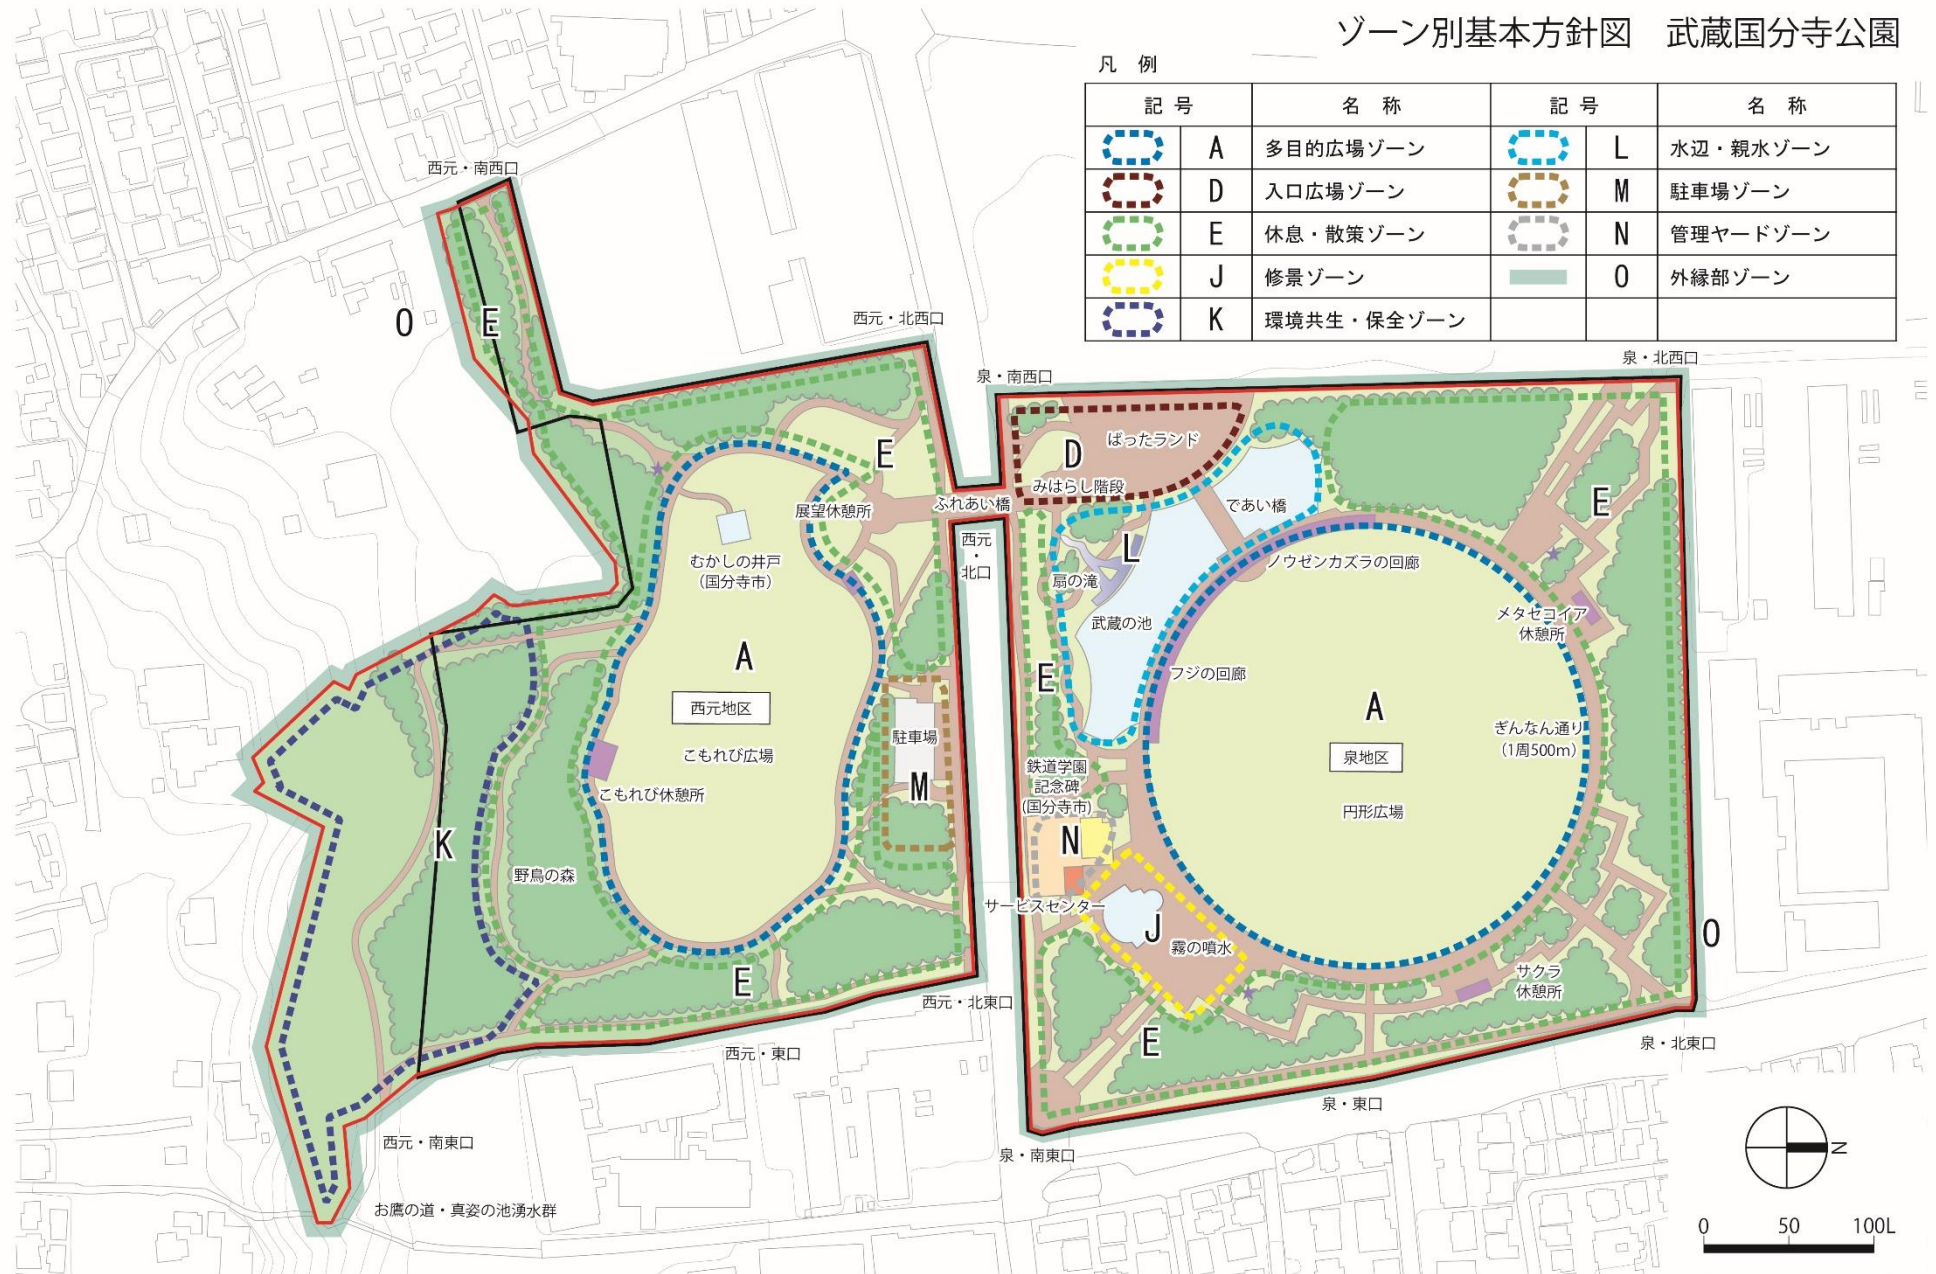 ゾーン別基本方針図　武蔵国分寺公園
凡 例
記 号 名 称 記 号 名 称
A 多目的広場ゾーン L 水辺・親水ゾーン
D 入口広場ゾーン M 駐車場ゾーン
E 休息・散策ゾーン N 管理ヤードゾーン
J 修景ゾーン O 外縁部ゾーン
K 環境共生・保全ゾーン
西元・南西口
O
E
西元・北西口
泉・南西口
泉・北西口
E
D
ばったランド
みはらし階段
ふれあい橋
展望休憩所
であい橋
E
西元
・
北口
L
扇の滝
武蔵の池
ノウゼンカズラの回廊
むかしの井戸
(国分寺市)
メタセコイア
休憩所
A
西元地区
こもれび広場
こもれび休憩所
E
フジの回廊
A
泉地区
円形広場
ぎんなん通り
(1周500m)
駐車場
M
鉄道学園
記念碑
(国分寺市)
N
サービスセンター
K
野鳥の森
J
霧の噴水
O
サクラ
休憩所
E
西元・北東口
E
西元・東口
泉・北東口
泉・東口
泉・南東口
西元・南東口
お鷹の道・真姿の池湧水群
N
0 50 100L